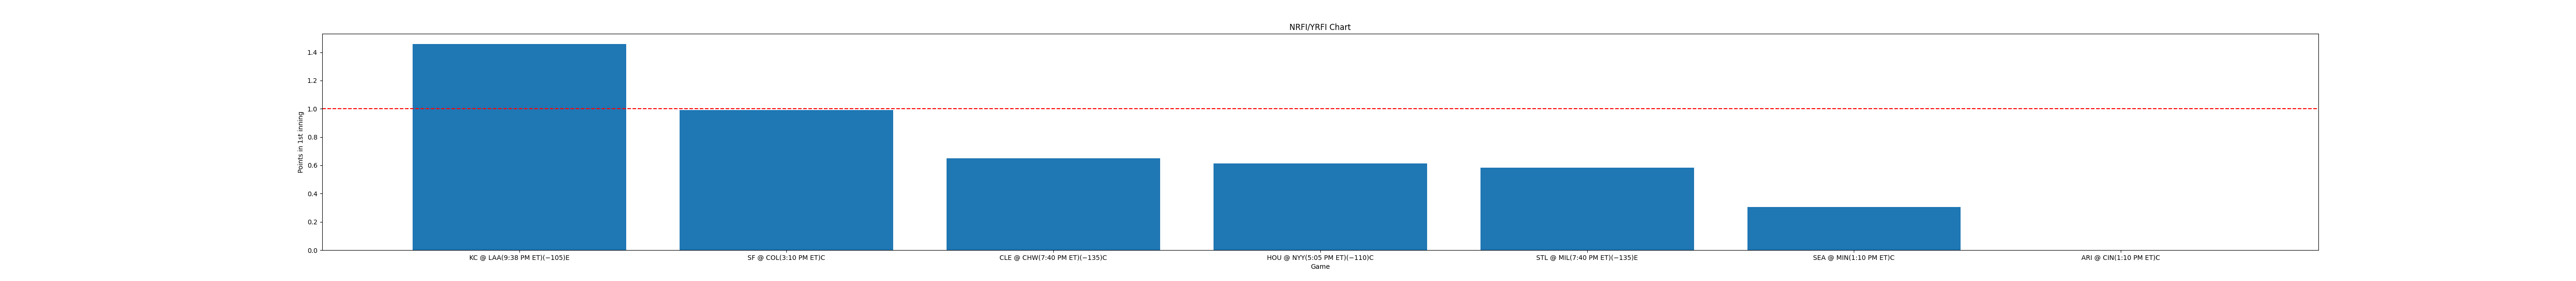 NRFI/YRFI Chart
1.4
1.2
1.0
0.8
0.6
0.4
0.2
0.0
Points in 1st inning
KC @ LAA(9:38 PM ET)(−105)E
SF @ COL(3:10 PM ET)C
CLE @ CHW(7:40 PM ET)(−135)C
HOU @ NYY(5:05 PM ET)(−110)C
STL @ MIL(7:40 PM ET)(−135)E
SEA @ MIN(1:10 PM ET)C
ARI @ CIN(1:10 PM ET)C
Game